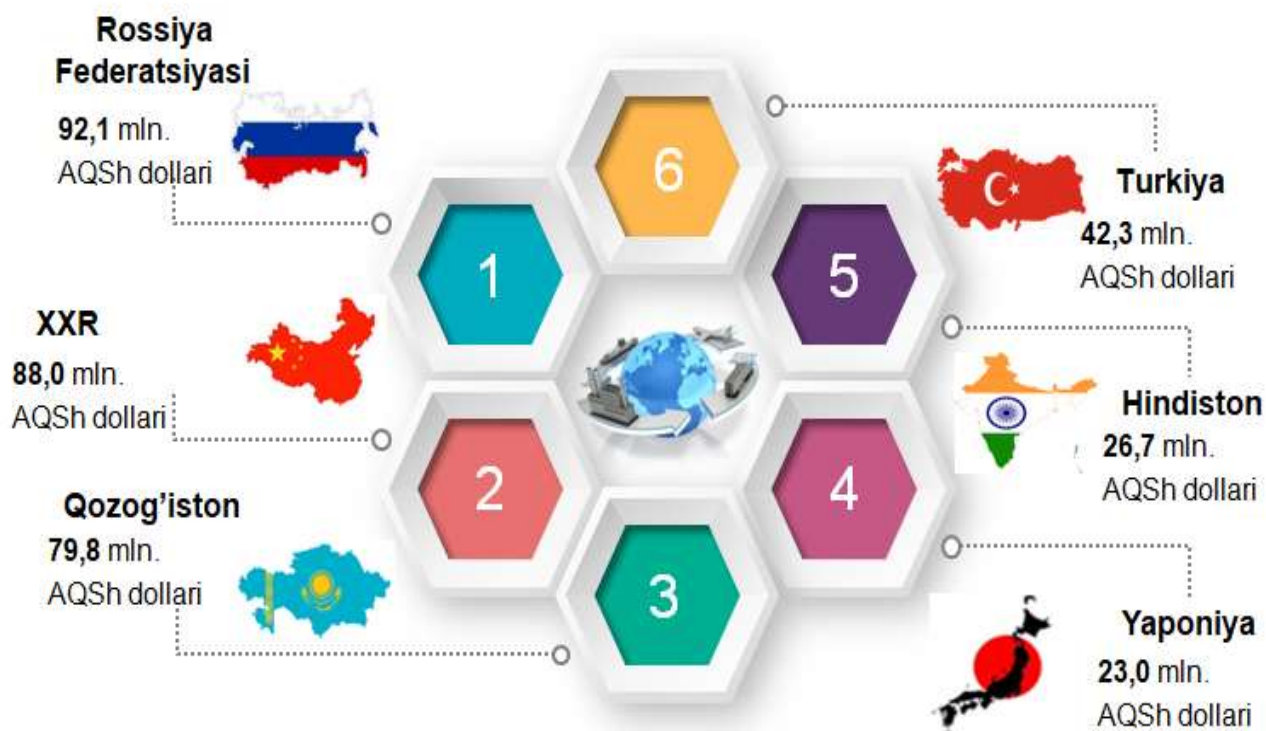 Rossiya
Federatsiyasi
92,1 mln.
AQSh dollari
XXR
88,0 mln.
AQSh dollari
Qozog’iston
79,8 mln.
AQSh dollari
1
2
3
4
5
6
Turkiya
42,3 mln.
AQSh dollari
Hindiston
26,7 mln.
AQSh dollari
Yaponiya
23,0 mln.
AQSh dollari